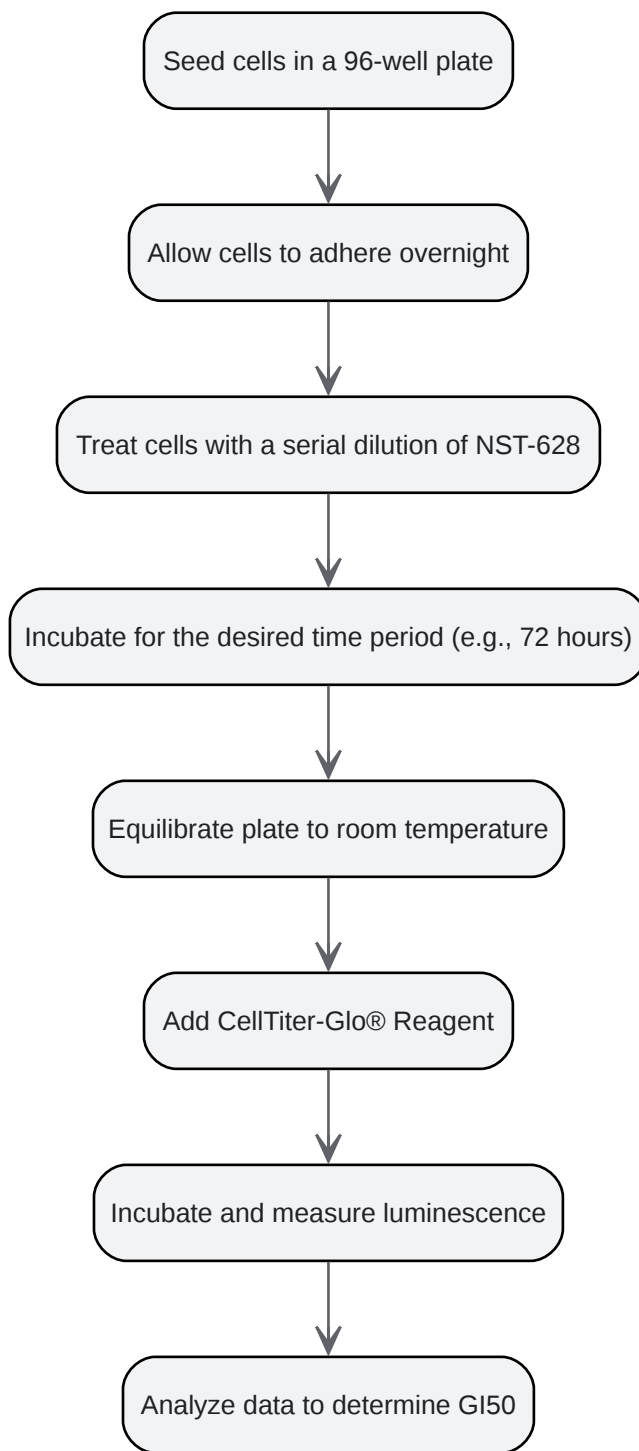 Seed cells in a 96-well plate
Allow cells to adhere overnight
Treat cells with a serial dilution of NST-628
Incubate for the desired time period (e.g., 72 hours)
Equilibrate plate to room temperature
Add CellTiter-Glo® Reagent
Incubate and measure luminescence
Analyze data to determine GI50